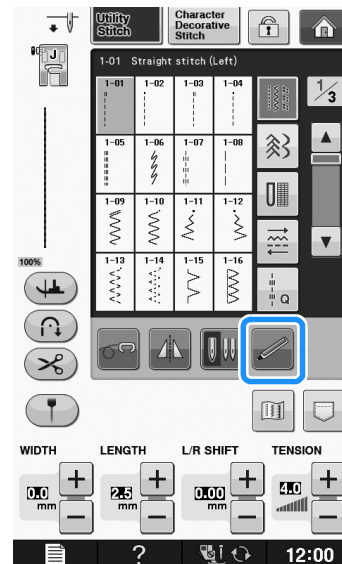 Utility Stitch
Character Decorative Stitch
J
1-01 Straight stitch (Left)
1/3
1-01 1-02 1-03 1-04
1-05 1-06 1-07 1-08
1-09 1-10 1-11 1-12
1-13 1-14 1-15 1-16
Q
100%
WIDTH LENGTH L/R SHIFT TENSION
0.0 mm 2.5 mm 0.00 mm 4.0
? 12:00